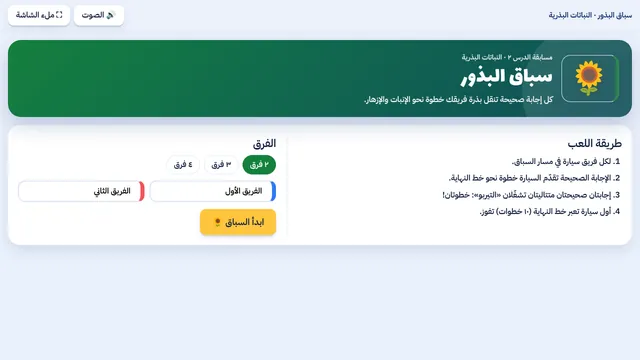 سباق البذور · النباتات البذرية
🔊 الصوت
⛶ ملء الشاشة
مسابقة الدرس ٢ · النباتات البذرية
سباق البذور
كل إجابة صحيحة تنقل بذرة فريقك خطوة نحو الإنبات والإزهار.
طريقة اللعب
1. لكل فريق سيارة في مسار السباق.
2. الإجابة الصحيحة تقدّم السيارة خطوة نحو خط النهاية.
3. إجابتان صحيحتان متتاليتان تشغّلان «التيربو»: خطوتان!
4. أول سيارة تعبر خط النهاية (١٠ خطوات) تفوز.
الفرق
٢ فرق
٣ فرق
٤ فرق
الفريق الأول
الفريق الثاني
ابدأ السباق 🌻